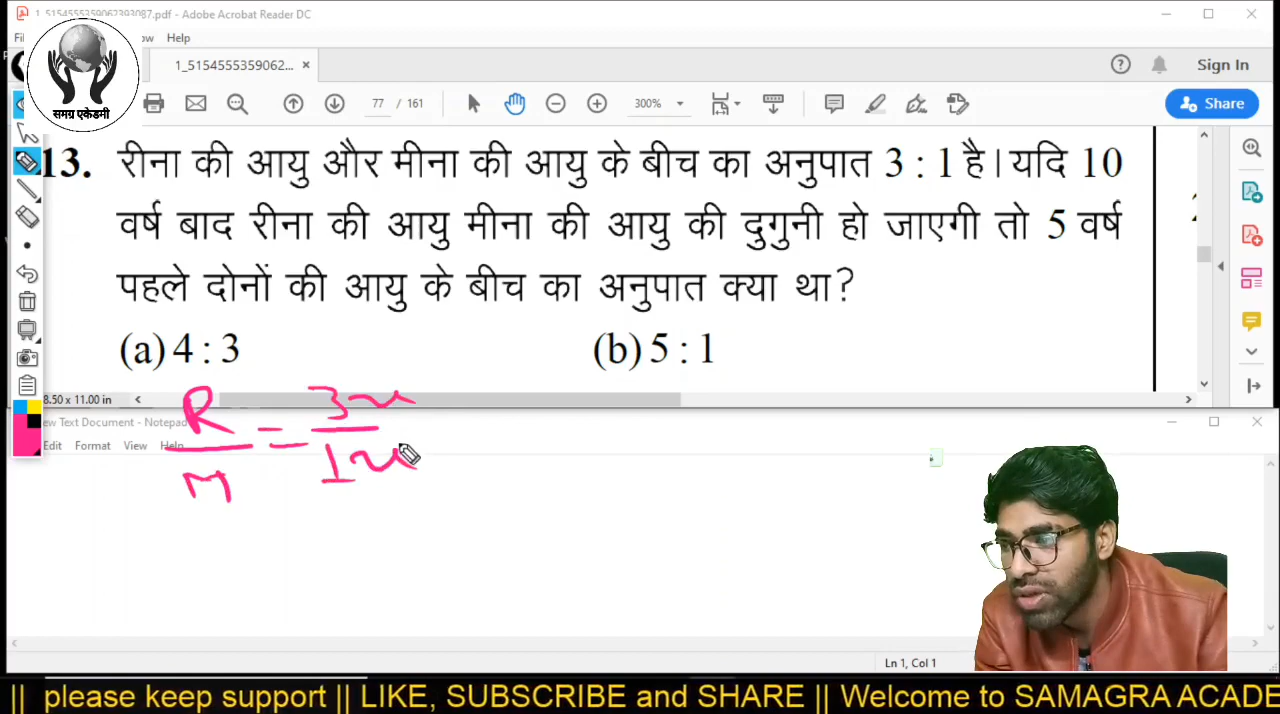 1_5154555359062393087.pdf - Adobe Acrobat Reader DC
Help
समग्र एकेडमी
1_5154555359062...
Sign In
77 / 161
300%
Share
13. रीना की आयु और मीना की आयु के बीच का अनुपात 3 : 1 है। यदि 10
वर्ष बाद रीना की आयु मीना की आयु की दुगुनी हो जाएगी तो 5 वर्ष
पहले दोनों की आयु के बीच का अनुपात क्या था?
(a) 4 : 3 (b) 5 : 1
8.50 x 11.00 in
ew Text Document - Notepad
Edit Format View Help
R/M = 3x/1x
Ln 1, Col 1
|| please keep support || LIKE, SUBSCRIBE and SHARE || Welcome to SAMAGRA ACADE